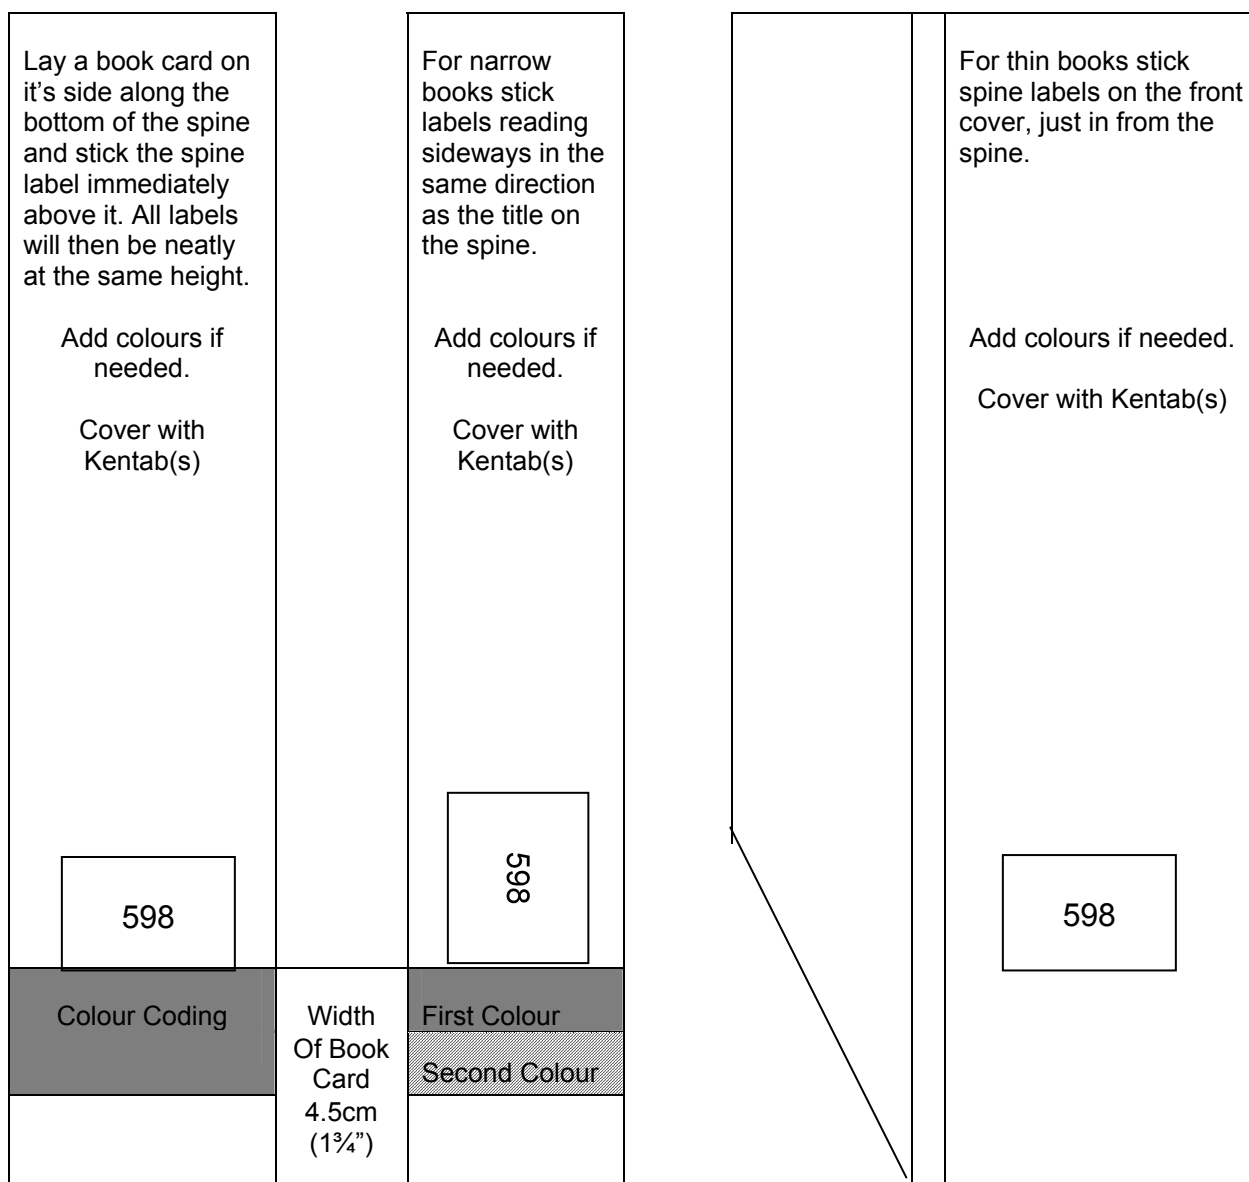 Lay a book card on
it's side along the
bottom of the spine
and stick the spine
label immediately
above it. All labels
will then be neatly
at the same height.
Add colours if
needed.
Cover with
Kentab(s)
598
Colour Coding
Width
Of Book
Card
4.5cm
(1¾”)
For narrow
books stick
labels reading
sideways in the
same direction
as the title on
the spine.
Add colours if
needed.
Cover with
Kentab(s)
598
First Colour
Second Colour
For thin books stick
spine labels on the front
cover, just in from the
spine.
Add colours if needed.
Cover with Kentab(s)
598